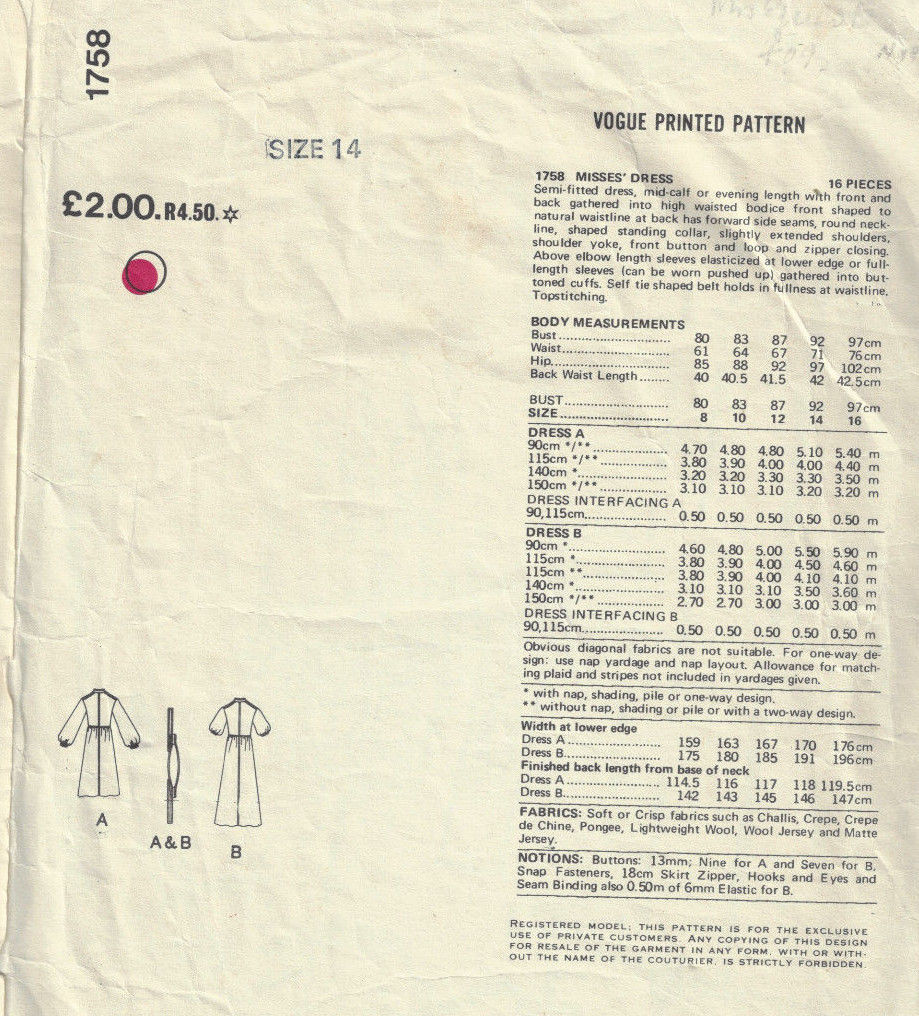 1758
SIZE 14
£2.00.R4.50.☆
VOGUE PRINTED PATTERN
1758 MISSES' DRESS 16 PIECES
Semi-fitted dress, mid-calf or evening length with front and
back gathered into high waisted bodice front shaped to
natural waistline at back has forward side seams, round neck-
line, shaped standing collar, slightly extended shoulders,
shoulder yoke, front button and loop and zipper closing.
Above elbow length sleeves elasticized at lower edge or full-
length sleeves (can be worn pushed up) gathered into but-
toned cuffs. Self tie shaped belt holds in fullness at waistline.
Topstitching.
BODY MEASUREMENTS
Bust 80 83 87 92 97cm
Waist 61 64 67 71 76cm
Hip 85 88 92 97 102cm
Back Waist Length 40 40.5 41.5 42 42.5cm
BUST 80 83 87 92 97cm
SIZE 8 10 12 14 16
DRESS A
90cm */** 4.70 4.80 4.80 5.10 5.40 m
115cm */** 3.80 3.90 4.00 4.00 4.40 m
140cm * 3.20 3.20 3.30 3.30 3.50 m
150cm */** 3.10 3.10 3.10 3.20 3.20 m
DRESS INTERFACING A
90,115cm. 0.50 0.50 0.50 0.50 0.50 m
DRESS B
90cm * 4.60 4.80 5.00 5.50 5.90 m
115cm * 3.80 3.90 4.00 4.50 4.60 m
115cm ** 3.80 3.90 4.00 4.10 4.10 m
140cm * 3.10 3.10 3.10 3.50 3.60 m
150cm */** 2.70 2.70 3.00 3.00 3.00 m
DRESS INTERFACING B
90,115cm. 0.50 0.50 0.50 0.50 0.50 m
Obvious diagonal fabrics are not suitable. For one-way de-
sign: use nap yardage and nap layout. Allowance for match-
ing plaid and stripes not included in yardages given.
* with nap, shading, pile or one-way design.
** without nap, shading or pile or with a two-way design.
Width at lower edge
Dress A 159 163 167 170 176cm
Dress B 175 180 185 191 196cm
Finished back length from base of neck
Dress A 114.5 116 117 118 119.5cm
Dress B 142 143 145 146 147cm
FABRICS: Soft or Crisp fabrics such as Challis, Crepe, Crepe
de Chine, Pongee, Lightweight Wool, Wool Jersey and Matte
Jersey.
NOTIONS: Buttons: 13mm; Nine for A and Seven for B,
Snap Fasteners, 18cm Skirt Zipper, Hooks and Eyes and
Seam Binding also 0.50m of 6mm Elastic for B.
REGISTERED MODEL; THIS PATTERN IS FOR THE EXCLUSIVE
USE OF PRIVATE CUSTOMERS. ANY COPYING OF THIS DESIGN
FOR RESALE OF THE GARMENT IN ANY FORM, WITH OR WITH-
OUT THE NAME OF THE COUTURIER, IS STRICTLY FORBIDDEN.
A
A & B
B